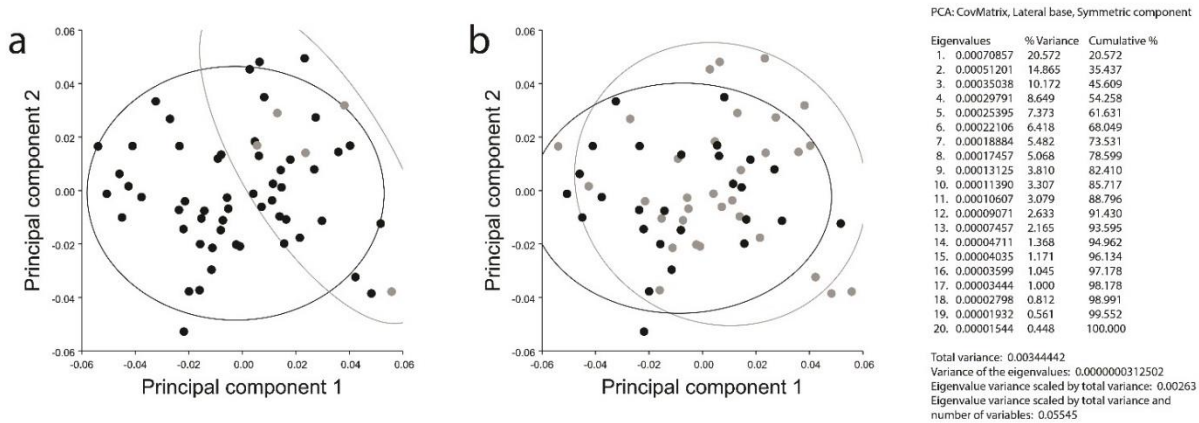 a
0.06
0.04
0.02
0.00
-0.02
-0.04
-0.06
-0.06 -0.04 -0.02 0.00 0.02 0.04 0.06
Principal component 2
Principal component 1
b
0.06
0.04
0.02
0.00
-0.02
-0.04
-0.06
-0.06 -0.04 -0.02 0.00 0.02 0.04 0.06
Principal component 2
Principal component 1
PCA: CovMatrix, Lateral base, Symmetric component
Eigenvalues % Variance Cumulative %
1. 0.00070857 20.572 20.572
2. 0.00051201 14.865 35.437
3. 0.00035038 10.172 45.609
4. 0.00029791 8.649 54.258
5. 0.00025395 7.373 61.631
6. 0.00022106 6.418 68.049
7. 0.00018884 5.482 73.531
8. 0.00017457 5.068 78.599
9. 0.00013125 3.810 82.410
10. 0.00011390 3.307 85.717
11. 0.00010607 3.079 88.796
12. 0.00009071 2.633 91.430
13. 0.00007457 2.165 93.595
14. 0.00004711 1.368 94.962
15. 0.00004035 1.171 96.134
16. 0.00003599 1.045 97.178
17. 0.00003444 1.000 98.178
18. 0.00002798 0.812 98.991
19. 0.00001932 0.561 99.552
20. 0.00001544 0.448 100.000
Total variance: 0.00344442
Variance of the eigenvalues: 0.0000000312502
Eigenvalue variance scaled by total variance: 0.00263
Eigenvalue variance scaled by total variance and
number of variables: 0.05545